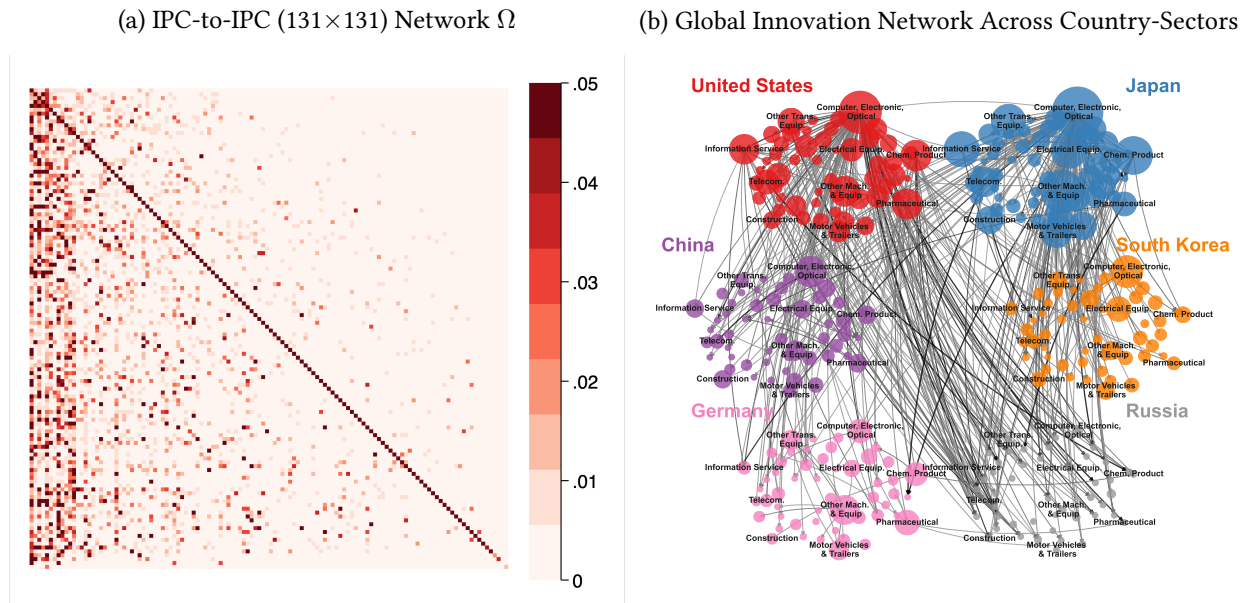 (a) IPC-to-IPC (131×131) Network Ω
(b) Global Innovation Network Across Country-Sectors
.05
.04
.03
.02
.01
0
United States
Computer, Electronic,
Optical
Other Trans.
Equip.
Information Service
Electrical Equip.
Chem. Product
Telecom.
Other Mach.
& Equip
Pharmaceutical
Construction
Motor Vehicles
& Trailers
Japan
Computer, Electronic,
Optical
Other Trans.
Equip.
Information Service
Electrical Equip.
Chem. Product
Telecom.
Other Mach.
& Equip
Pharmaceutical
Construction
Motor Vehicles
& Trailers
China
Computer, Electronic,
Optical
Other Trans.
Equip.
Information Service
Electrical Equip.
Chem. Product
Telecom.
Other Mach.
& Equip
Pharmaceutical
Construction
Motor Vehicles
& Trailers
South Korea
Computer, Electronic,
Optical
Other Trans.
Equip.
Information Service
Electrical Equip.
Chem. Product
Telecom.
Other Mach.
& Equip
Pharmaceutical
Construction
Motor Vehicles
& Trailers
Germany
Computer, Electronic,
Optical
Other Trans.
Equip.
Information Service
Electrical Equip.
Chem. Product
Telecom.
Other Mach.
& Equip
Pharmaceutical
Construction
Motor Vehicles
& Trailers
Russia
Computer, Electronic,
Optical
Other Trans.
Equip.
Information Service
Electrical Equip.
Chem. Product
Telecom.
Other Mach.
& Equip
Pharmaceutical
Construction
Motor Vehicles
& Trailers